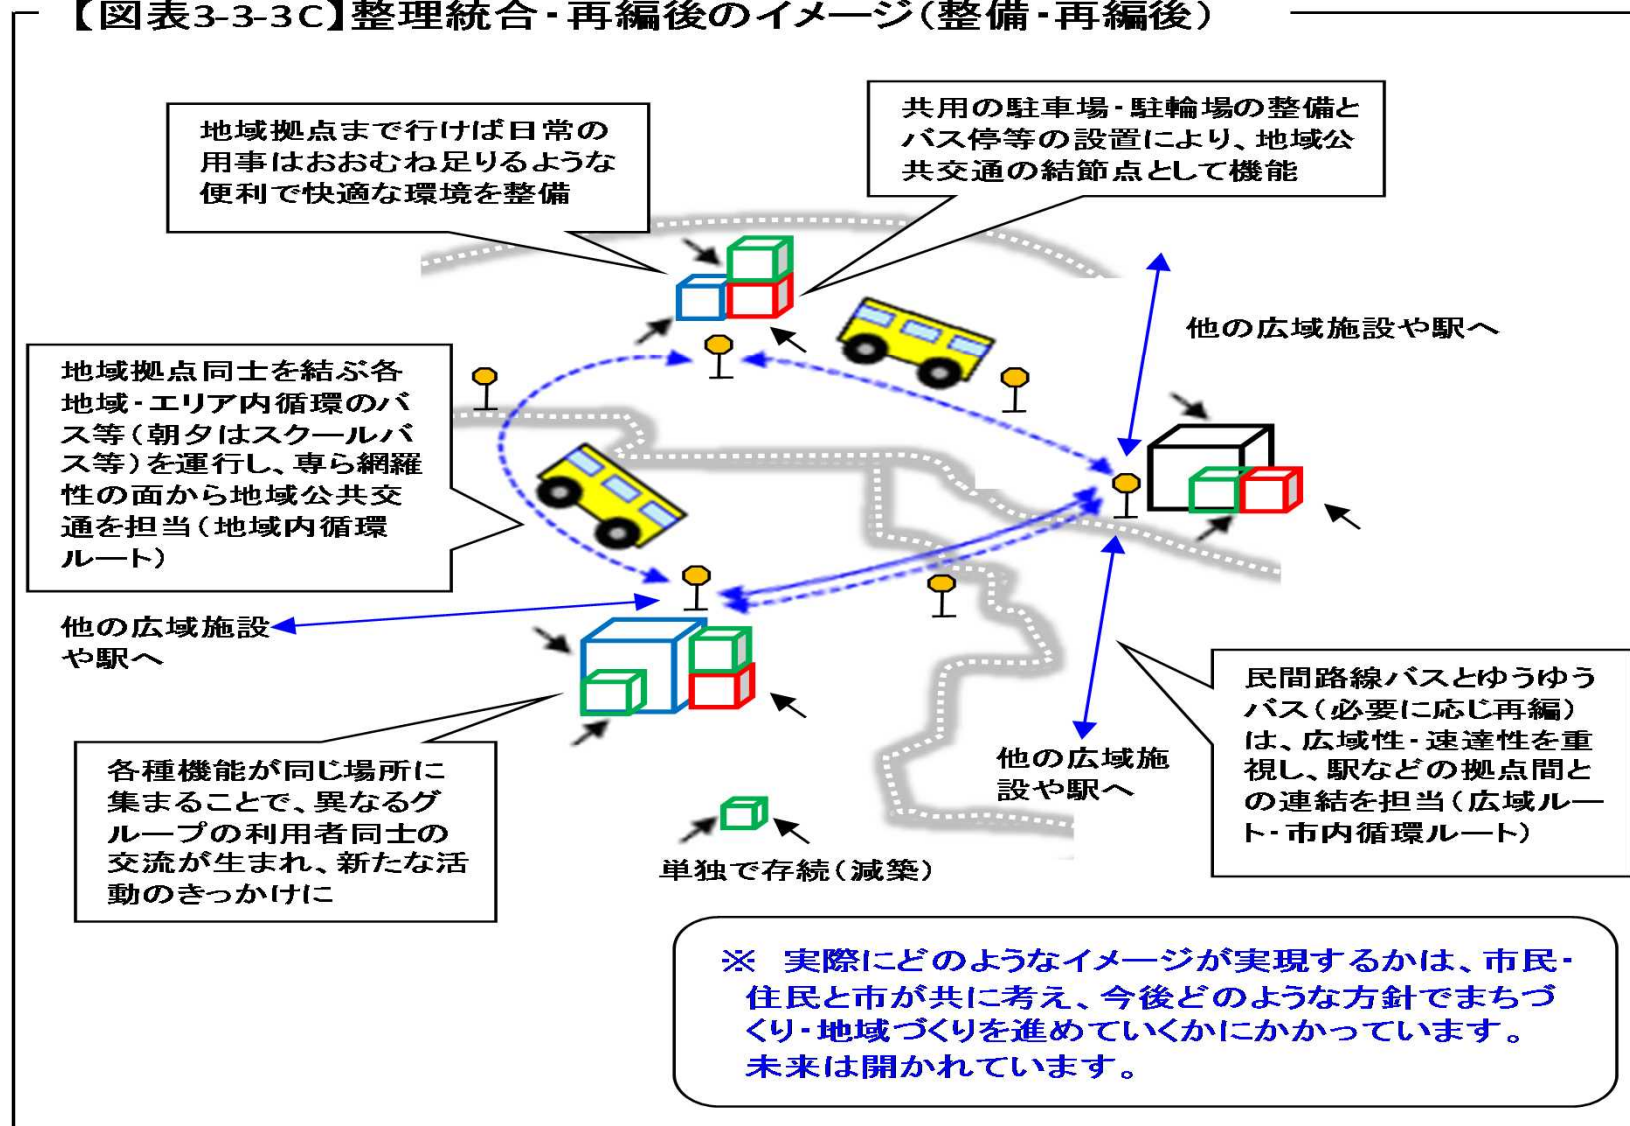 【図表3-3-3C】整理統合・再編後のイメージ(整備・再編後)
地域拠点まで行けば日常の
用事はおおむね足りるような
便利で快適な環境を整備
共用の駐車場・駐輪場の整備と
バス停等の設置により、地域公
共交通の結節点として機能
他の広域施設や駅へ
地域拠点同士を結ぶ各
地域・エリア内循環のバ
ス等(朝夕はスクールバ
ス等)を運行し、専ら網羅
性の面から地域公共交
通を担当(地域内循環
ルート)
他の広域施設
や駅へ
各種機能が同じ場所に
集まることで、異なるグ
ループの利用者同士の
交流が生まれ、新たな活
動のきっかけに
単独で存続(減築)
他の広域施
設や駅へ
民間路線バスとゆうゆう
バス(必要に応じ再編)
は、広域性・速達性を重
視し、駅などの拠点間と
の連結を担当(広域ルー
ト・市内循環ルート)
※ 実際にどのようなイメージが実現するかは、市民・
住民と市が共に考え、今後どのような方針でまちづ
くり・地域づくりを進めていくかにかかっています。
未来は開かれています。